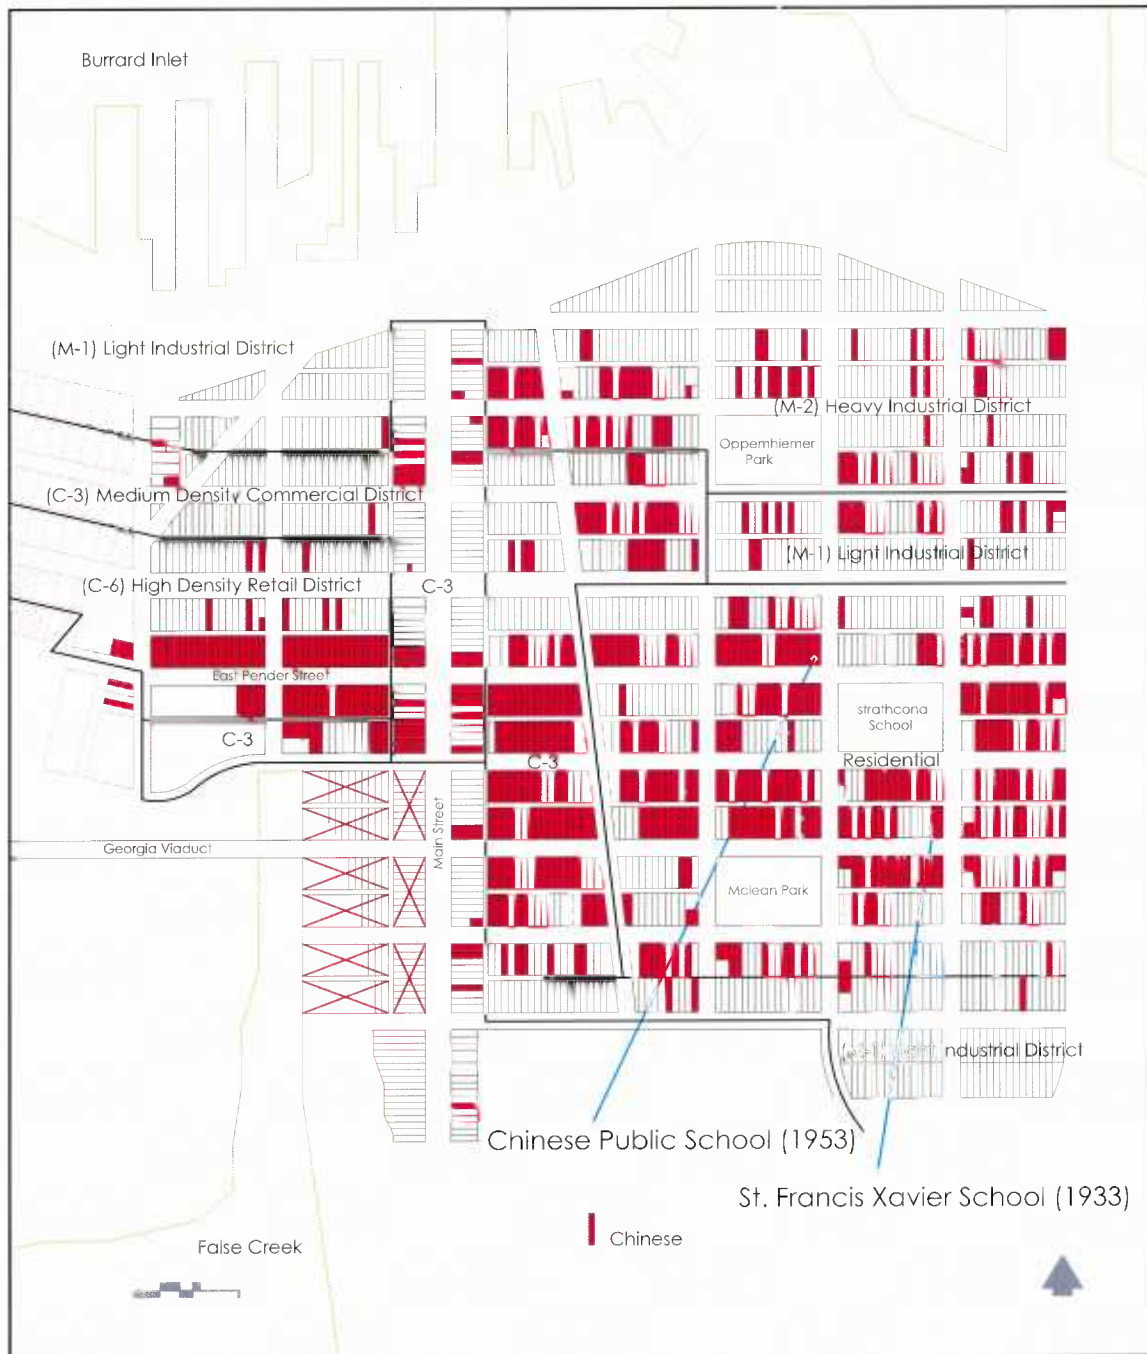 Burrard Inlet
(M-1) Light Industrial District
(M-2) Heavy Industrial District
Oppemhiemer
Park
(C-3) Medium Density Commercial District
(M-1) Light Industrial District
(C-6) High Density Retail District
C-3
East Pender Street
strathcona
School
C-3
C-3
Residential
Main Street
Georgia Viaduct
Mclean Park
Industrial District
Chinese Public School (1953)
St. Francis Xavier School (1933)
Chinese
False Creek